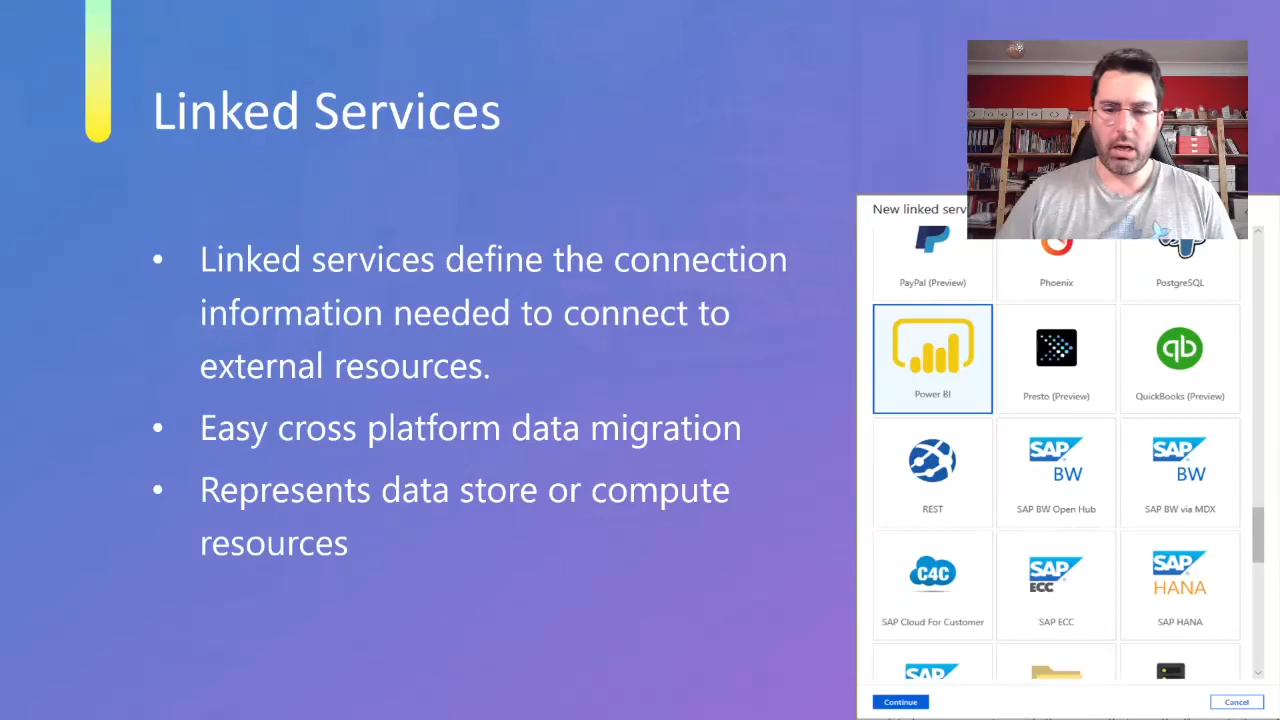 Linked Services
• Linked services define the connection
information needed to connect to
external resources.
• Easy cross platform data migration
• Represents data store or compute
resources
New linked serv
PayPal (Preview)
Phoenix
PostgreSQL
Power BI
Presto (Preview)
qb
QuickBooks (Preview)
REST
SAP
BW
SAP BW Open Hub
SAP
BW
SAP BW via MDX
C4C
SAP Cloud For Customer
SAP
ECC
SAP ECC
SAP
HANA
SAP HANA
SAP
Continue
Cancel